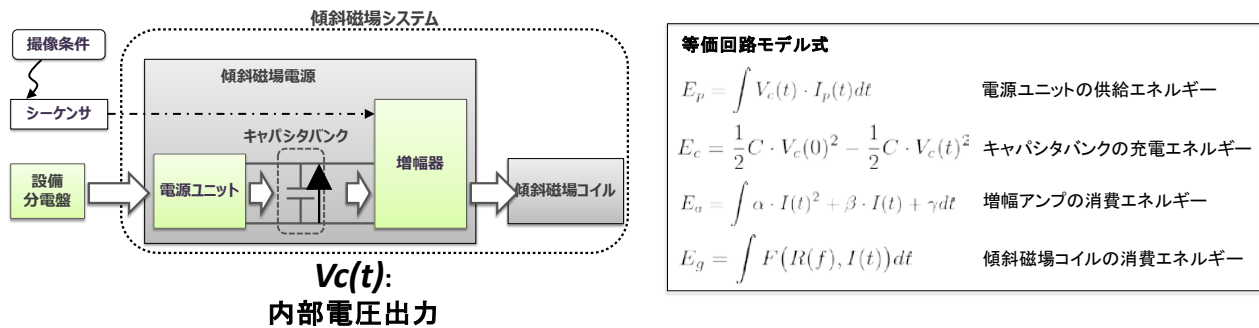 傾斜磁場システム
撮像条件
傾斜磁場電源
シーケンサ
キャパシタバンク
増幅器
設備
分電盤
電源ユニット
傾斜磁場コイル
Vc(t):
内部電圧出力
等価回路モデル式
E_p = ∫ V_c(t) · I_p(t)dt 電源ユニットの供給エネルギー
E_c = 1/2 C · V_c(0)^2 − 1/2 C · V_c(t)^2 キャパシタバンクの充電エネルギー
E_a = ∫ α · I(t)^2 + β · I(t) + γdt 増幅アンプの消費エネルギー
E_g = ∫ F(R(f), I(t))dt 傾斜磁場コイルの消費エネルギー